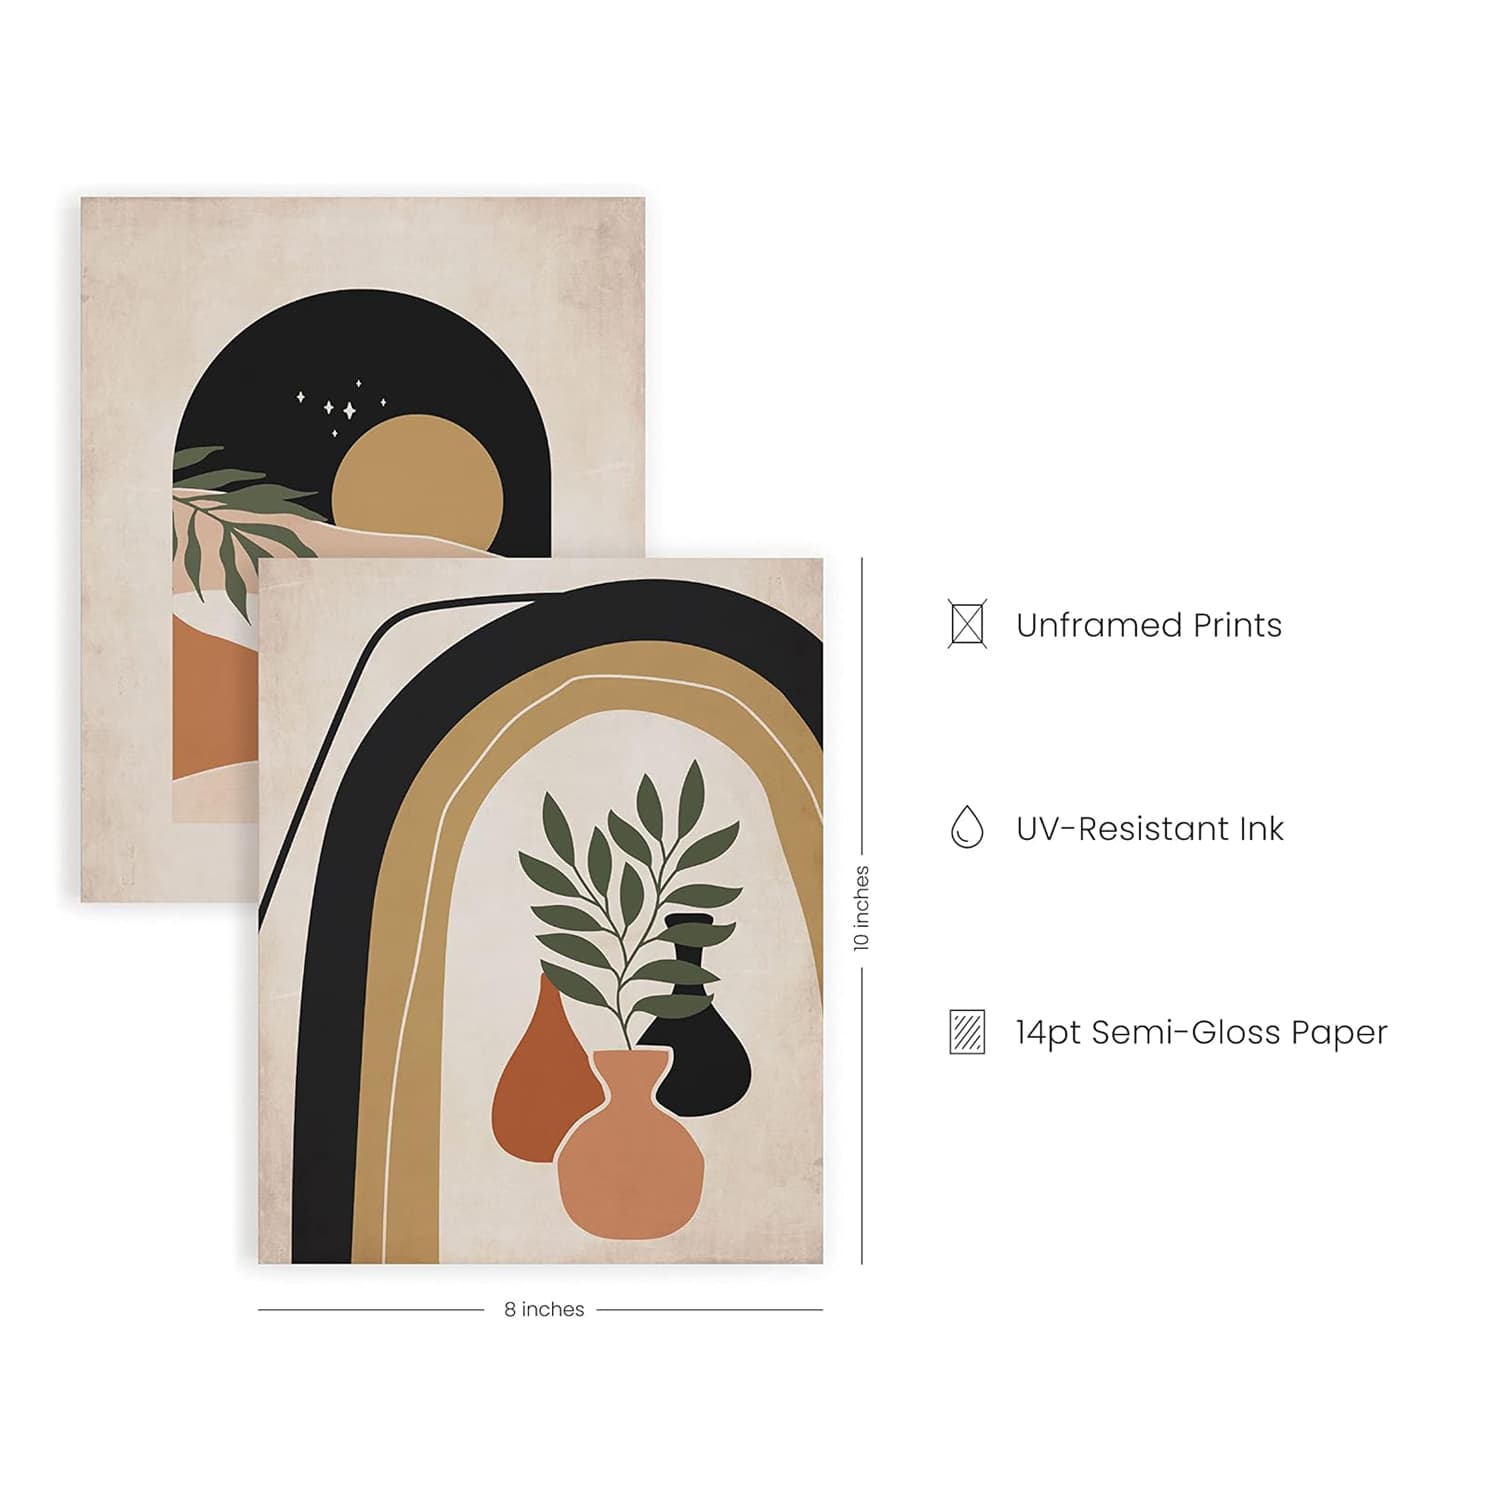 Unframed Prints
UV-Resistant Ink
10 inches
14pt Semi-Gloss Paper
8 inches